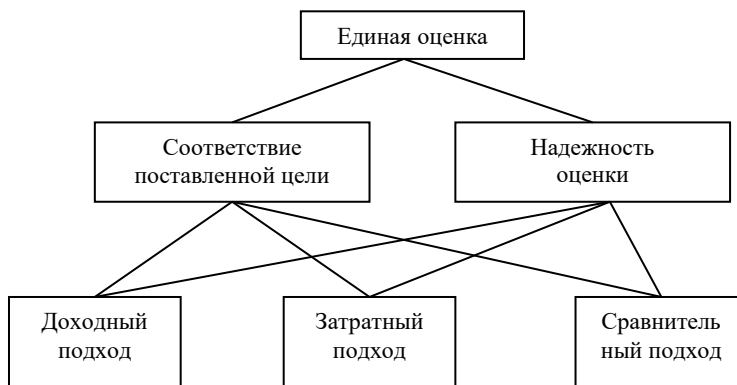 Единая оценка
Соответствие
поставленной цели
Надежность
оценки
Доходный
подход
Затратный
подход
Сравнитель
ный подход